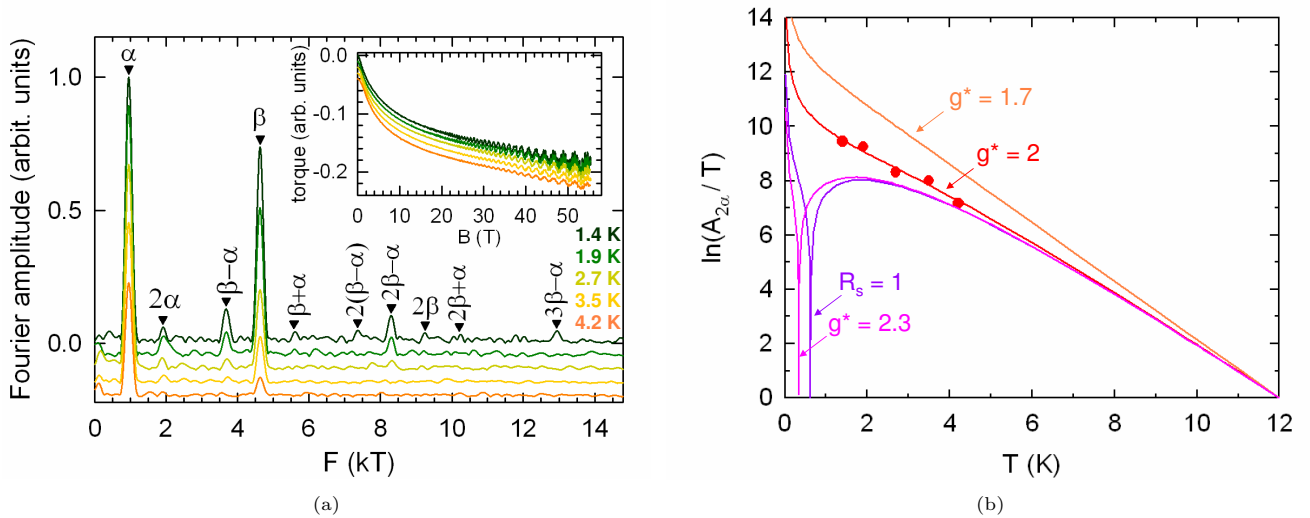 Fourier amplitude (arbit. units)
1.0
0.5
0.0
0 2 4 6 8 10 12 14
F (kT)
α
2α
β−α
β
β+α
2(β−α)
2β−α
2β
2β+α
3β−α
torque (arb. units)
0.0
-0.1
-0.2
0 10 20 30 40 50
B (T)
1.4 K
1.9 K
2.7 K
3.5 K
4.2 K
(a)
ln(A2α / T)
14
12
10
8
6
4
2
0
0 2 4 6 8 10 12
T (K)
g* = 1.7
g* = 2
Rs = 1
g* = 2.3
(b)